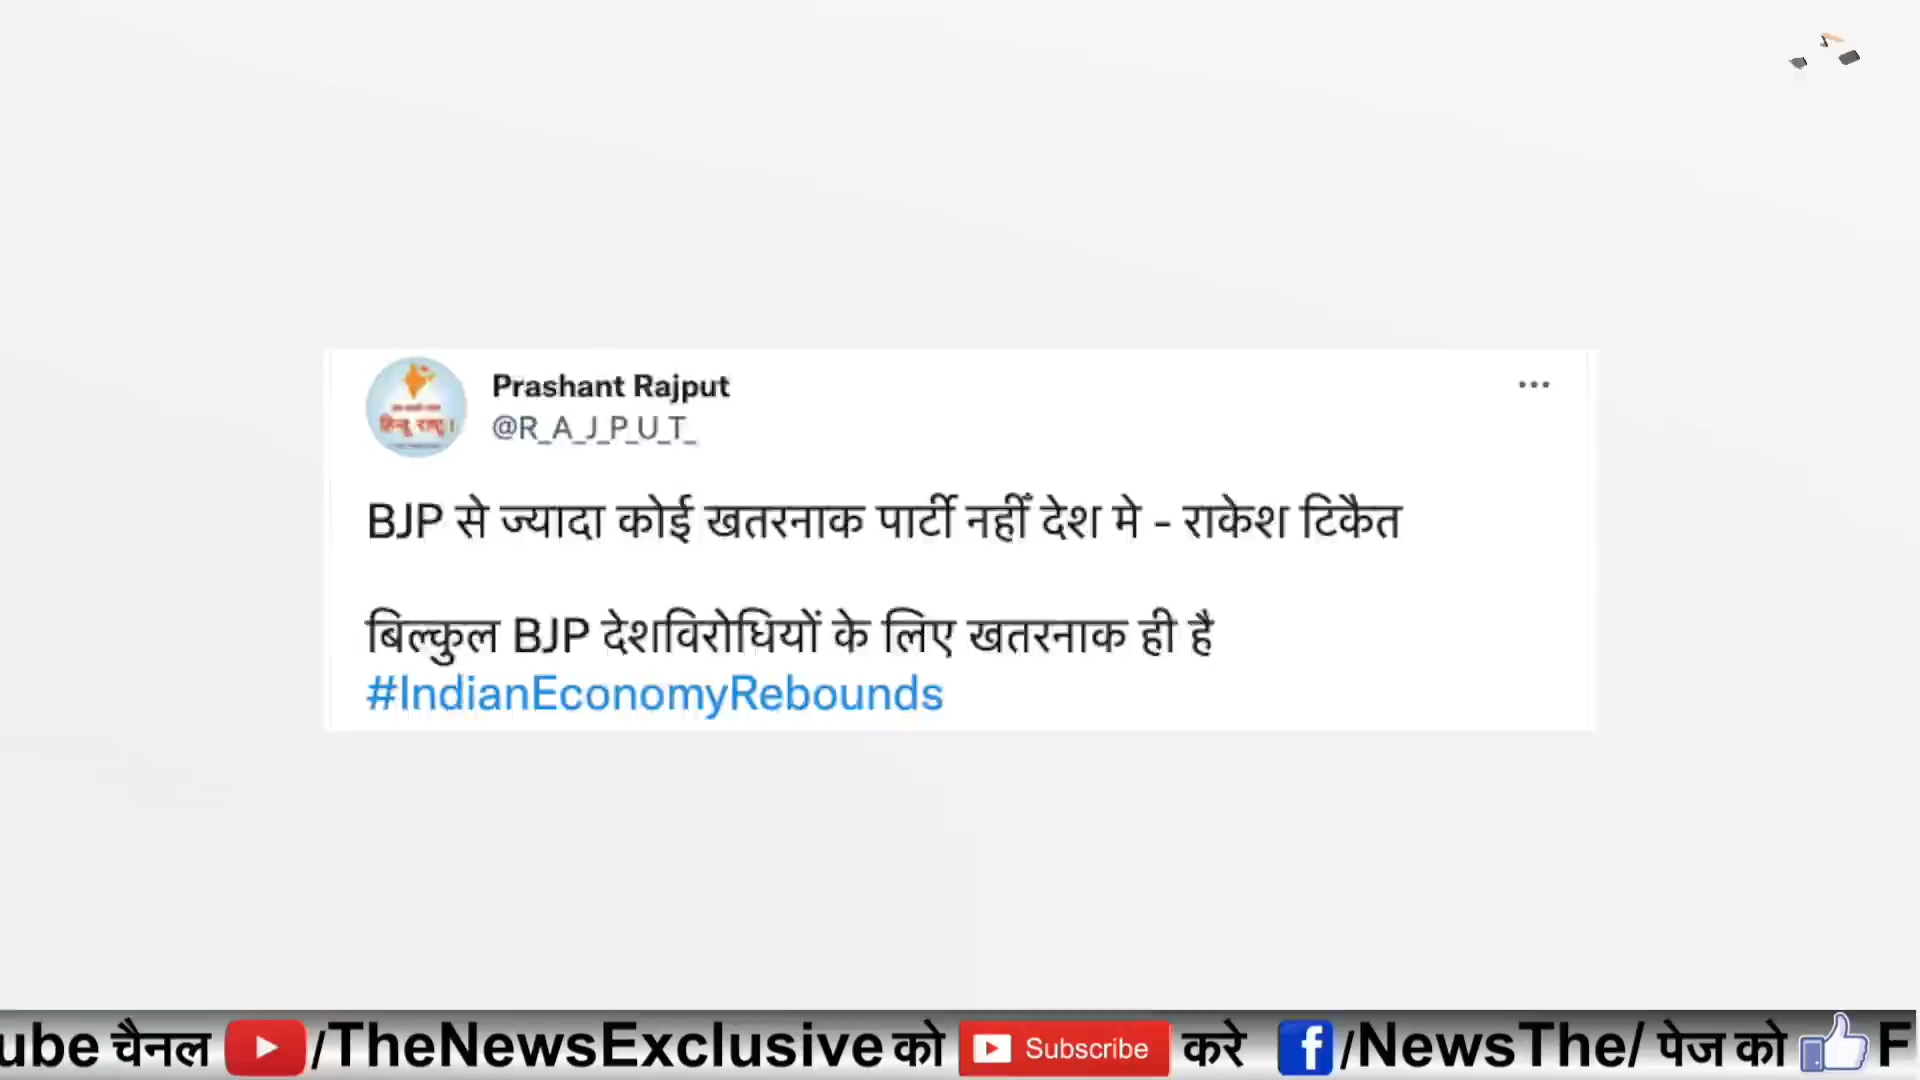 Prashant Rajput
@R_A_J_P_U_T_
हिन्दू राष्ट्र।
BJP से ज्यादा कोई खतरनाक पार्टी नहीँ देश मे - राकेश टिकैत
बिल्कुल BJP देशविरोधियों के लिए खतरनाक ही है
#IndianEconomyRebounds
ube चैनल /TheNewsExclusive को Subscribe करे f /NewsThe/ पेज को F